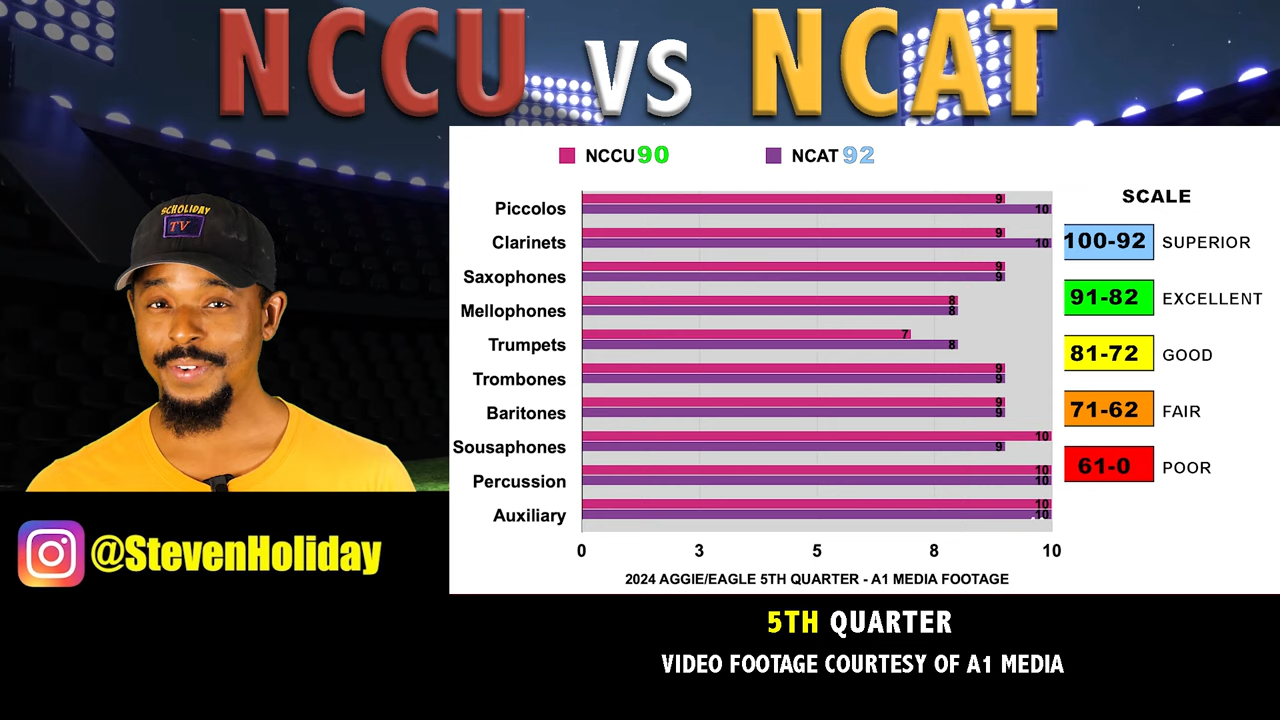 NCCU VS NCAT
SCHOLIDAY
TV
NCCU 90 NCAT 92
Piccolos 9 10
Clarinets 9 10
Saxophones 9 9
Mellophones 8 8
Trumpets 7 8
Trombones 9 9
Baritones 9 9
Sousaphones 10 9
Percussion 10 10
Auxiliary 10 10
0 3 5 8 10
2024 AGGIE/EAGLE 5TH QUARTER - A1 MEDIA FOOTAGE
SCALE
100-92 SUPERIOR
91-82 EXCELLENT
81-72 GOOD
71-62 FAIR
61-0 POOR
@StevenHoliday
5TH QUARTER
VIDEO FOOTAGE COURTESY OF A1 MEDIA